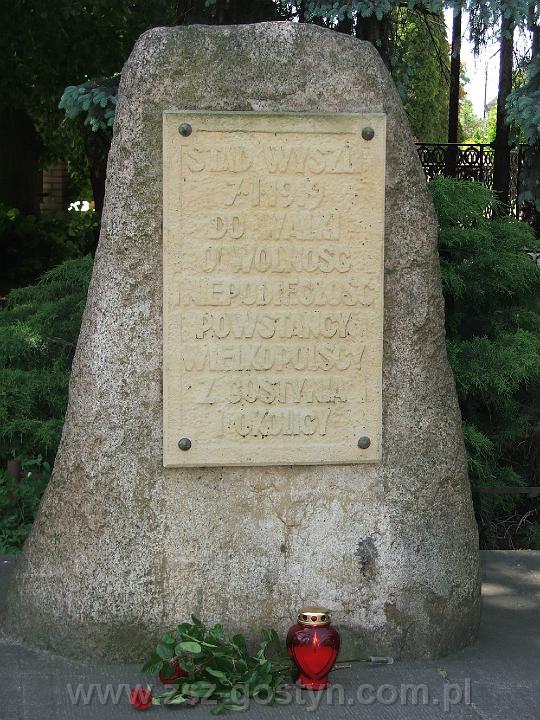 STĄD WYSZLI
7·I·1919
DO WALKI
O WOLNOŚĆ
I NIEPODLEGŁOŚĆ
POWSTAŃCY
WIELKOPOLSCY
Z GOSTYNIA
I OKOLICY
www.zsz-gostyn.com.pl